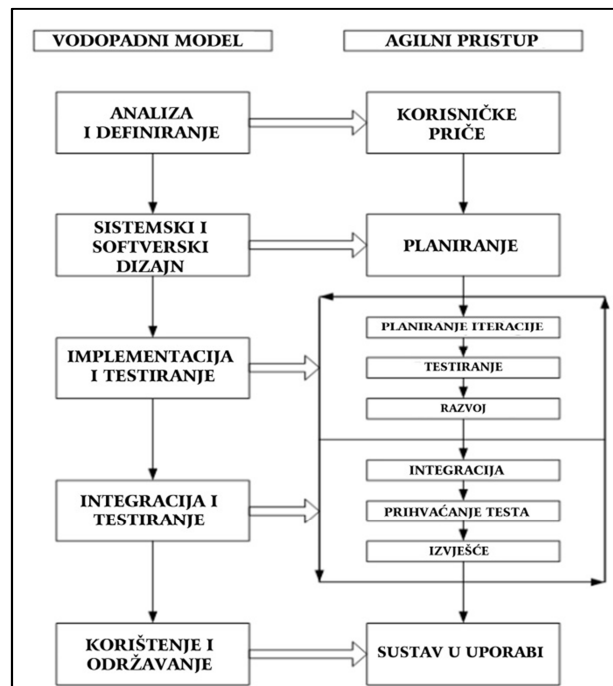 VODOPADNI MODEL
AGILNI PRISTUP
ANALIZA
I DEFINIRANJE
KORISNIČKE
PRIČE
SISTEMSKI I
SOFTVERSKI
DIZAJN
PLANIRANJE
PLANIRANJE ITERACIJE
IMPLEMENTACIJA
I TESTIRANJE
TESTIRANJE
RAZVOJ
INTEGRACIJA I
TESTIRANJE
INTEGRACIJA
PRIHVAĆANJE TESTA
IZVJEŠĆE
KORIŠTENJE I
ODRŽAVANJE
SUSTAV U UPORABI